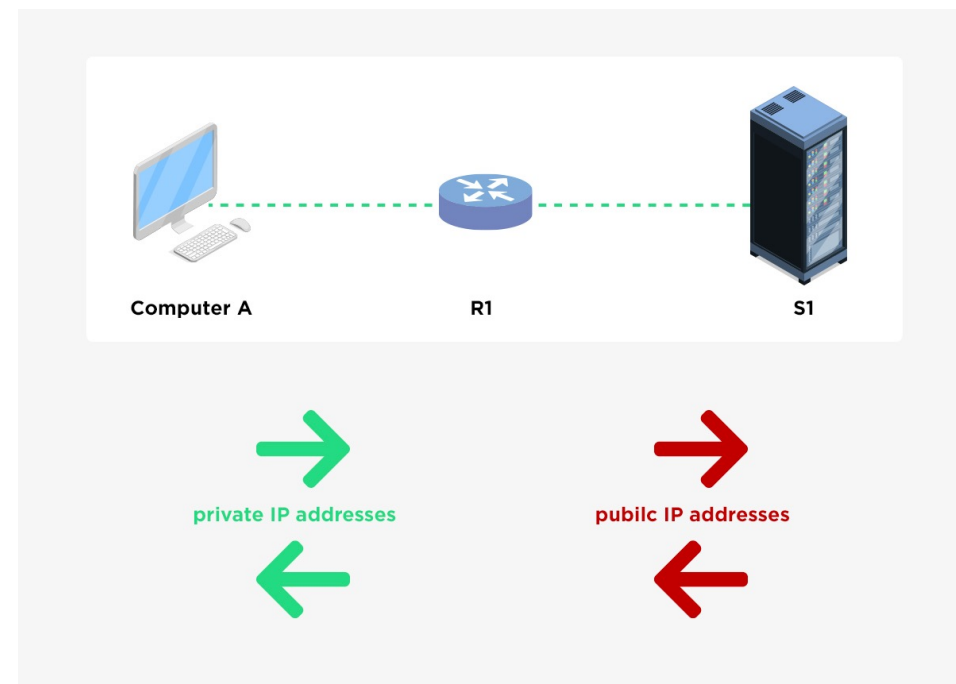 Computer A
R1
S1
private IP addresses
pubilc IP addresses